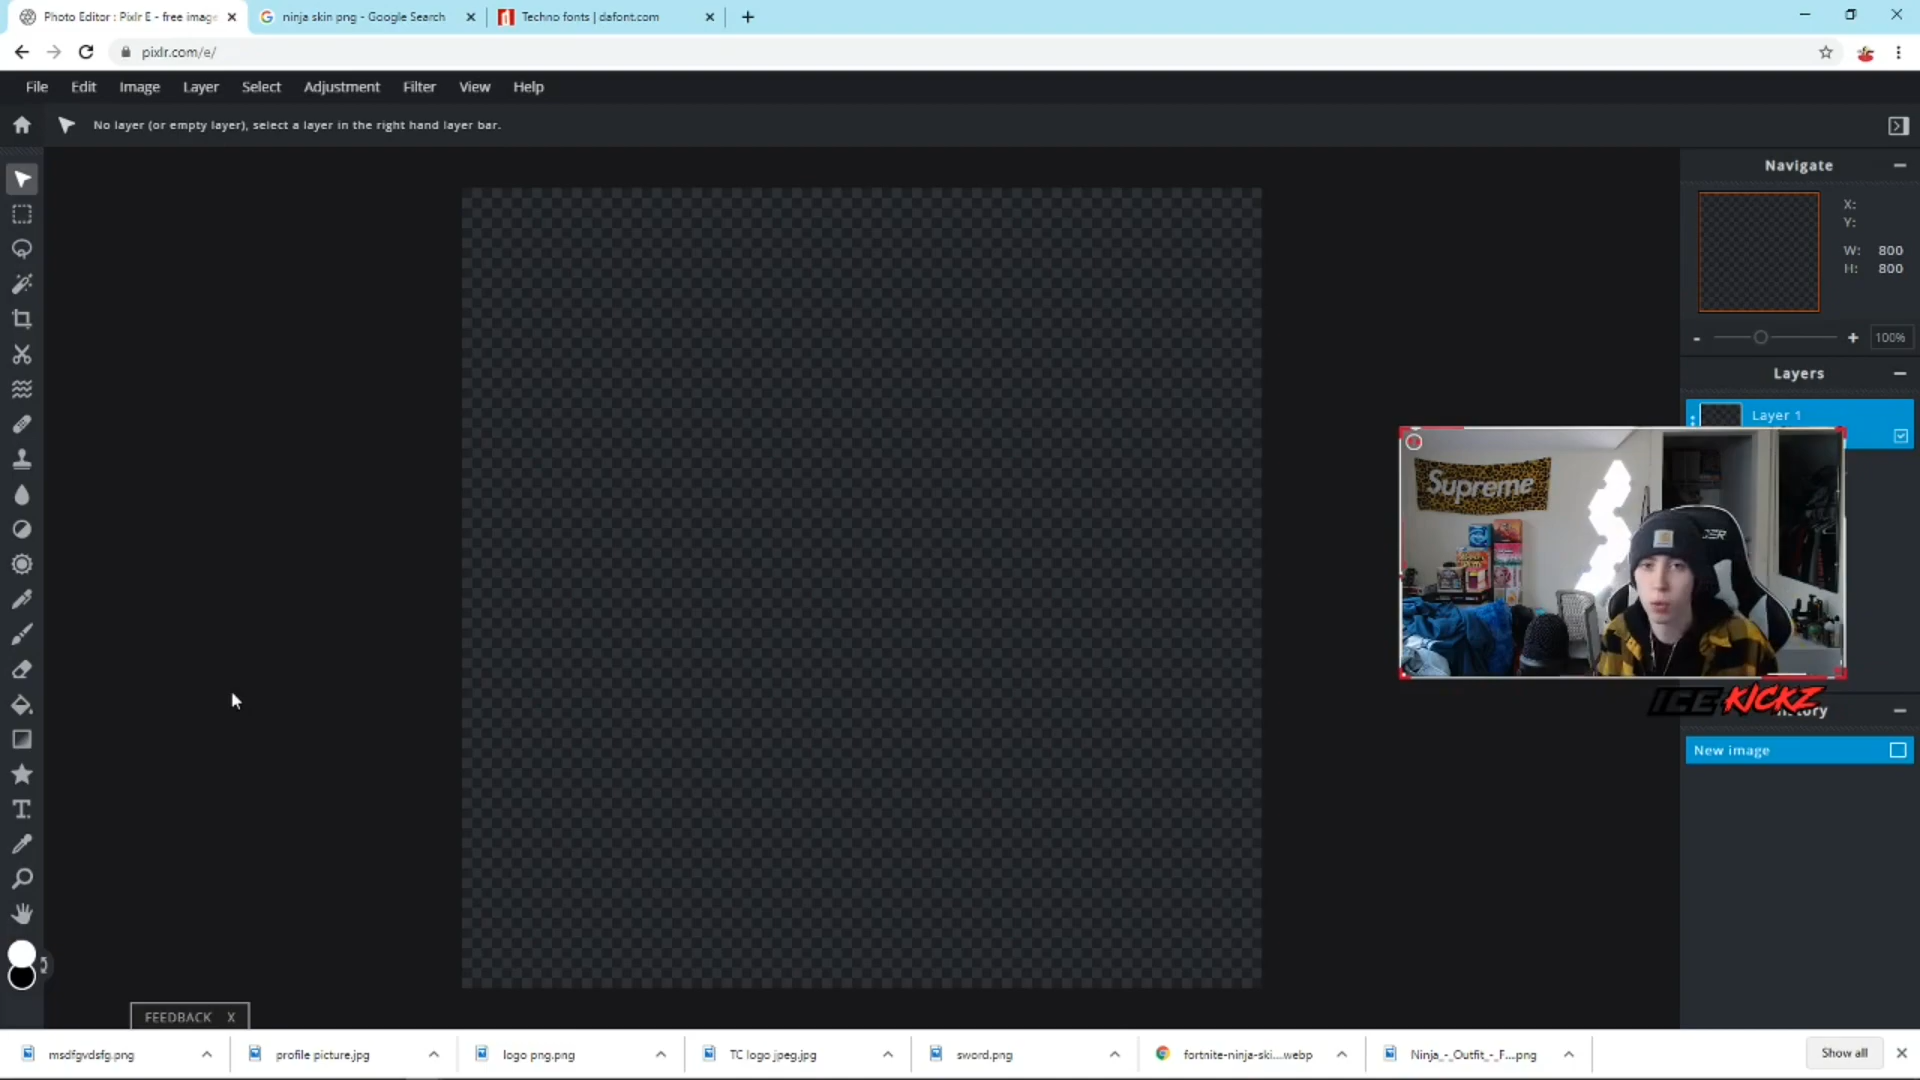 Photo Editor : Pixlr E - free image
ninja skin png - Google Search
Techno fonts | dafont.com
pixlr.com/e/
File Edit Image Layer Select Adjustment Filter View Help
No layer (or empty layer), select a layer in the right hand layer bar.
Navigate
X:
Y:
W: 800
H: 800
100%
Layers
Layer 1
Supreme
ICE KICKZ
New image
FEEDBACK X
msdfgvdsfg.png
profile picture.jpg
logo png.png
TC logo jpeg.jpg
sword.png
fortnite-ninja-ski....webp
Ninja_-_Outfit_-_F....png
Show all